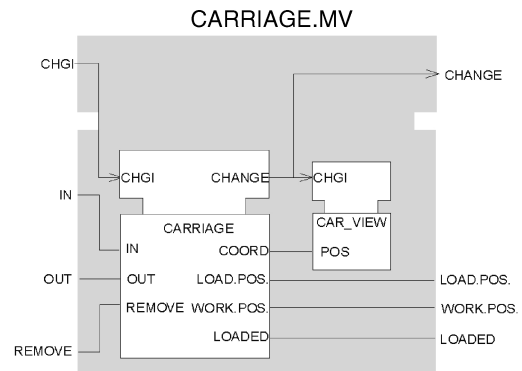 CARRIAGE.MV
CHGI
CHANGE
CHGI CHANGE CHGI
IN
CARRIAGE
CAR_VIEW
IN
COORD
POS
OUT
OUT
LOAD.POS.
LOAD.POS.
REMOVE
WORK.POS.
WORK.POS.
LOADED
LOADED
REMOVE